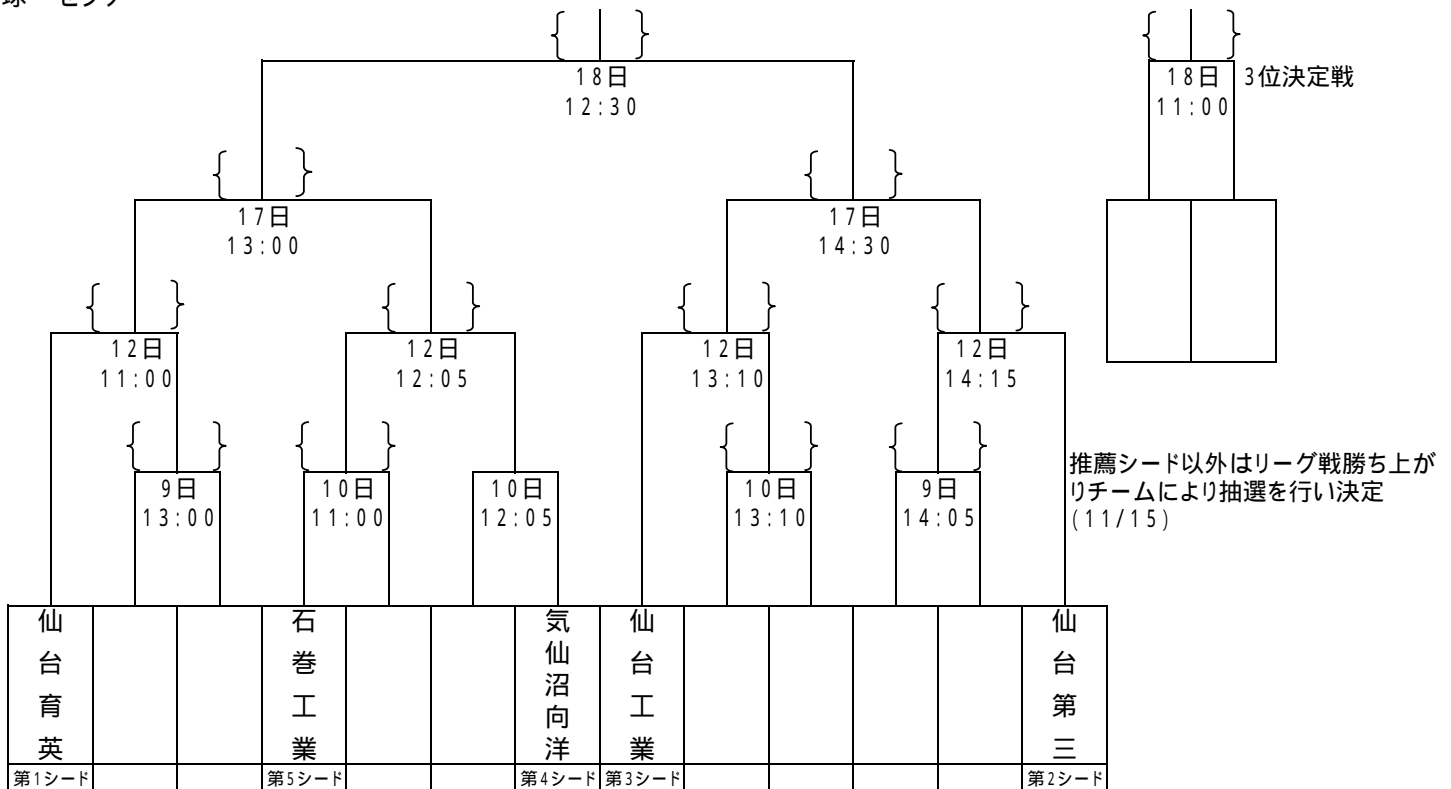 18日
12:30
18日 3位決定戦
11:00
17日
13:00
17日
14:30
12日
11:00
12日
12:05
12日
13:10
12日
14:15
9日
13:00
10日
11:00
10日
12:05
10日
13:10
9日
14:05
推薦シード以外はリーグ戦勝ち上が
りチームにより抽選を行い決定
(11/15)
仙台育英
石巻工業
気仙沼向洋
仙台工業
仙台第三
第1シード
第5シード
第4シード
第3シード
第2シード